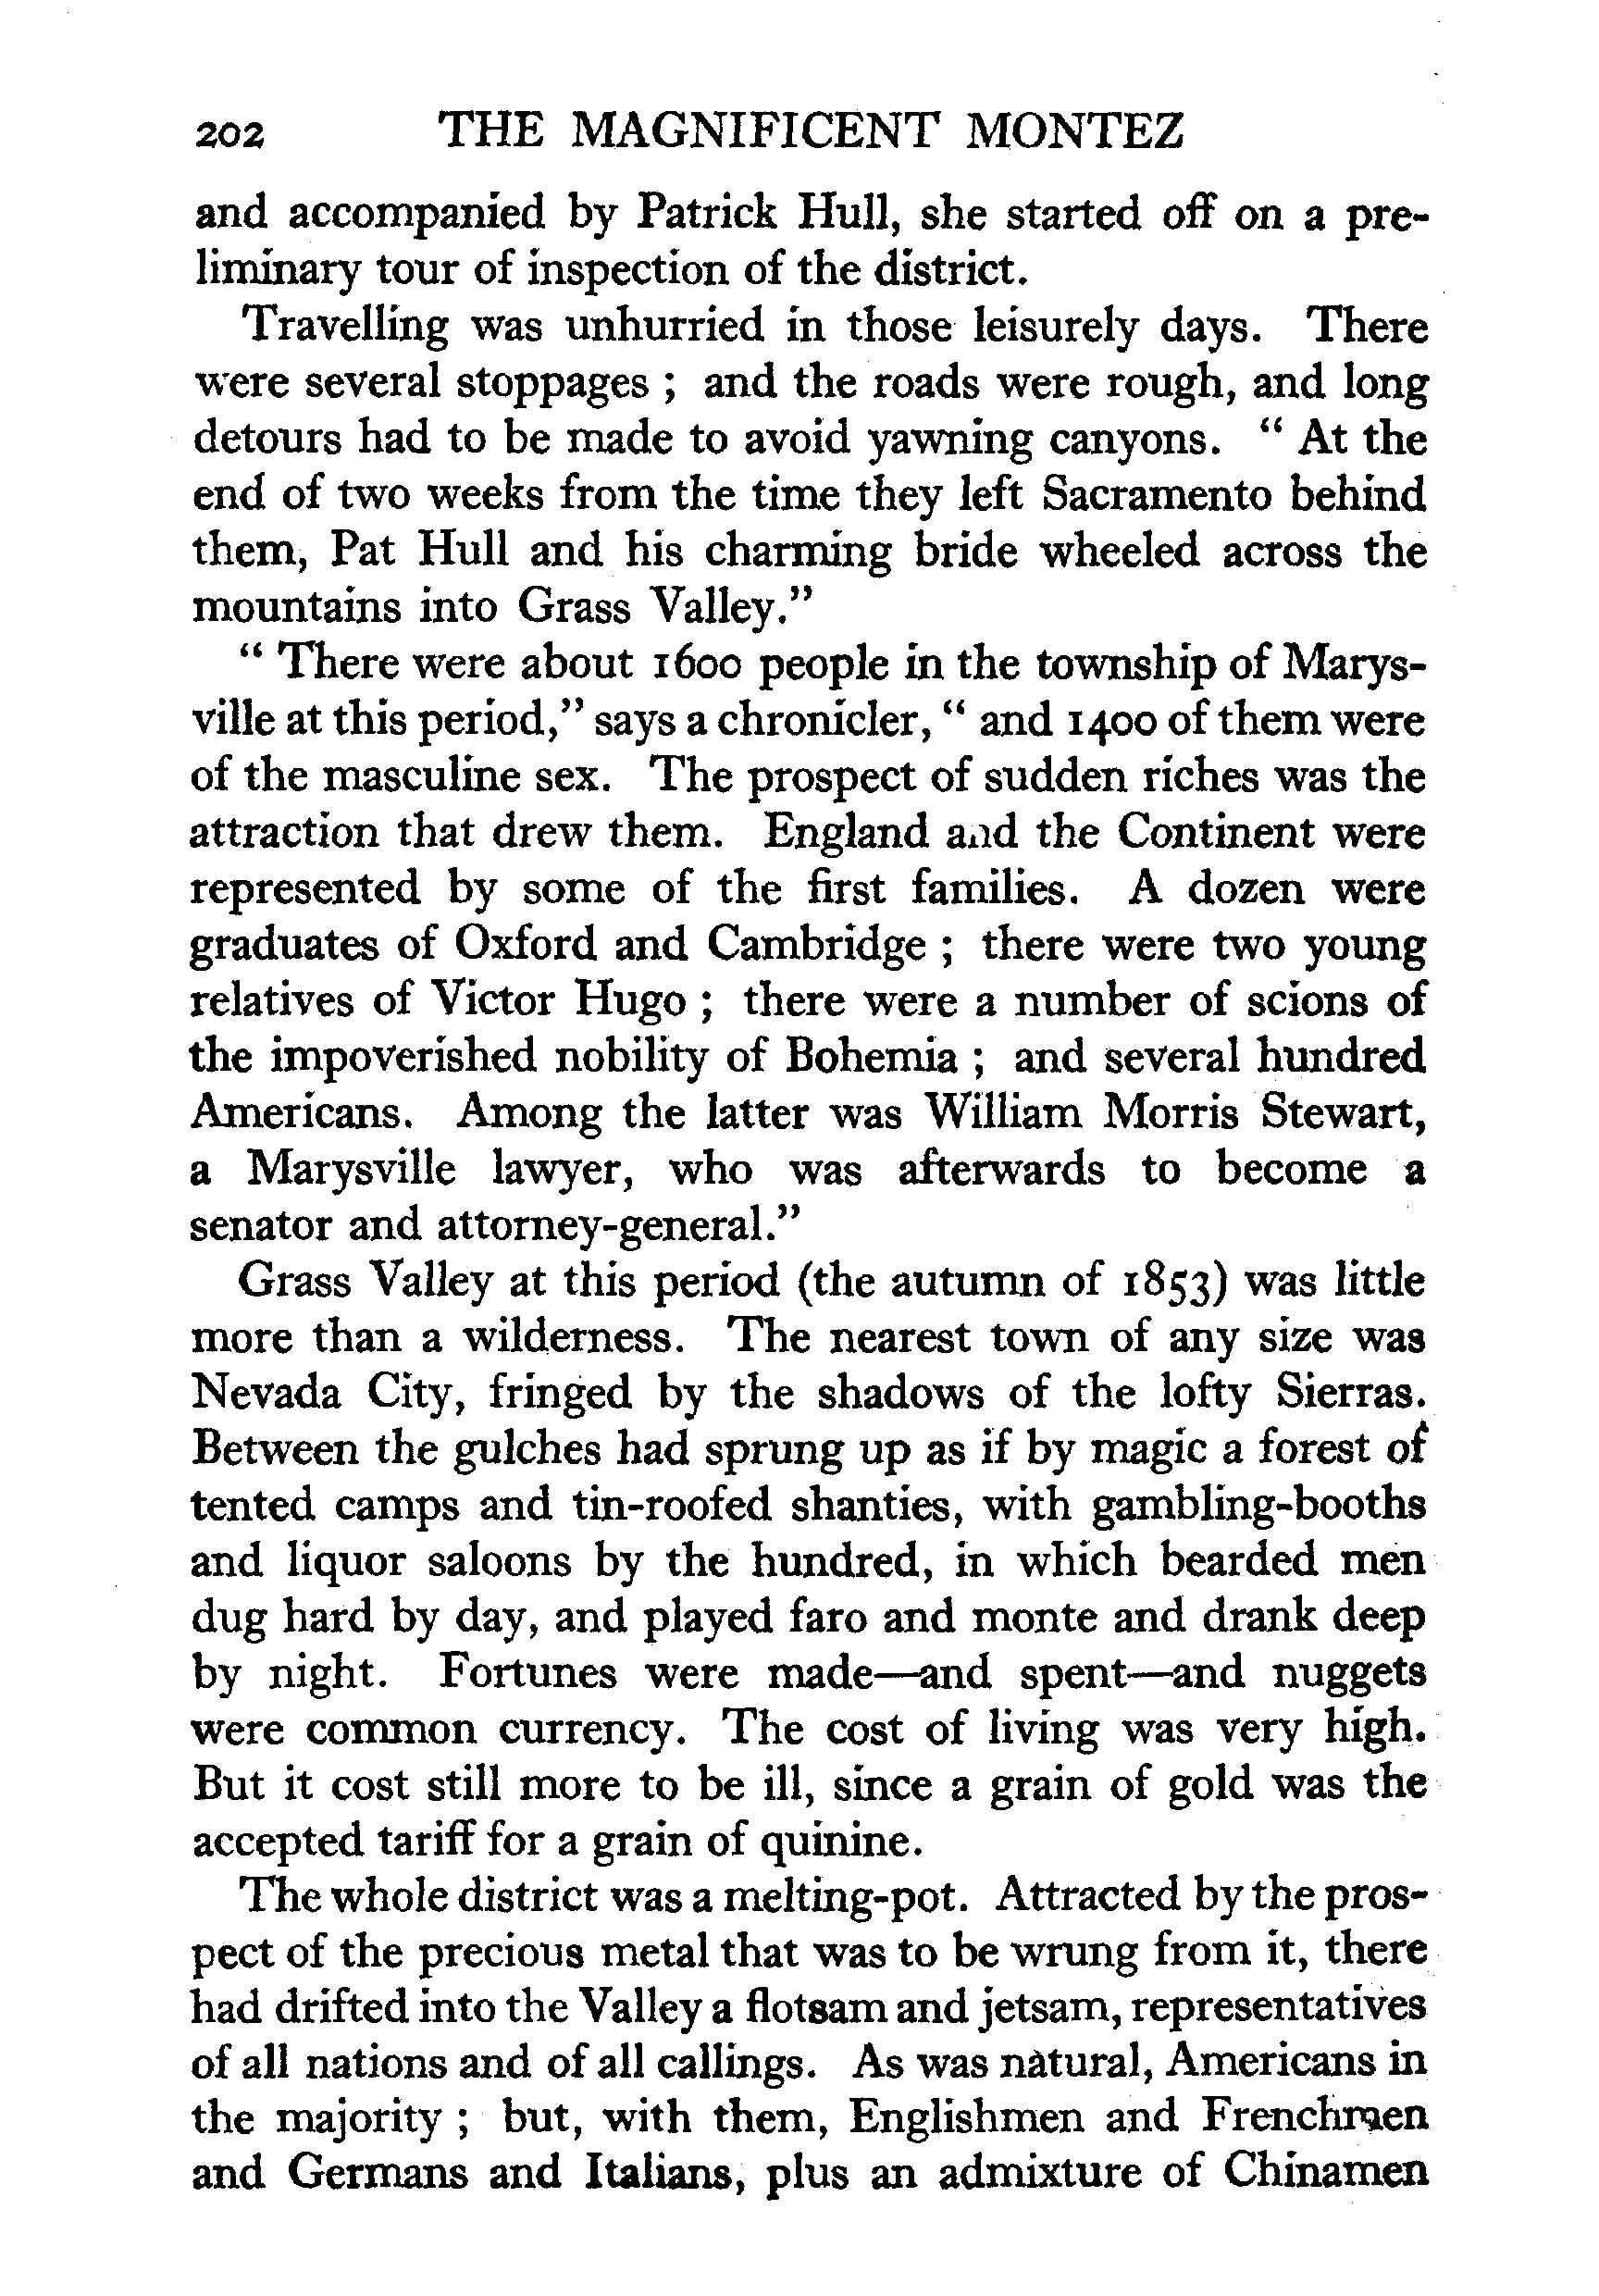 202 THE MAGNIFICENT MONTEZ
and accompanied by Patrick Hull, she started off on a pre-
liminary tour of inspection of the district.
Travelling was unhurried in those leisurely days. There
were several stoppages ; and the roads were rough, and long
detours had to be made to avoid yawning canyons. “ At the
end of two weeks from the time they left Sacramento behind
them, Pat Hull and his charming bride wheeled across the
mountains into Grass Valley.”
“ There were about 1600 people in the township of Marys-
ville at this period,” says a chronicler, “ and 1400 of them were
of the masculine sex. The prospect of sudden riches was the
attraction that drew them. England and the Continent were
represented by some of the first families. A dozen were
graduates of Oxford and Cambridge ; there were two young
relatives of Victor Hugo ; there were a number of scions of
the impoverished nobility of Bohemia ; and several hundred
Americans. Among the latter was William Morris Stewart,
a Marysville lawyer, who was afterwards to become a
senator and attorney-general.”
Grass Valley at this period (the autumn of 1853) was little
more than a wilderness. The nearest town of any size was
Nevada City, fringed by the shadows of the lofty Sierras.
Between the gulches had sprung up as if by magic a forest of
tented camps and tin-roofed shanties, with gambling-booths
and liquor saloons by the hundred, in which bearded men
dug hard by day, and played faro and monte and drank deep
by night. Fortunes were made—and spent—and nuggets
were common currency. The cost of living was very high.
But it cost still more to be ill, since a grain of gold was the
accepted tariff for a grain of quinine.
The whole district was a melting-pot. Attracted by the pros-
pect of the precious metal that was to be wrung from it, there
had drifted into the Valley a flotsam and jetsam, representatives
of all nations and of all callings. As was natural, Americans in
the majority ; but, with them, Englishmen and Frenchmen
and Germans and Italians, plus an admixture of Chinamen